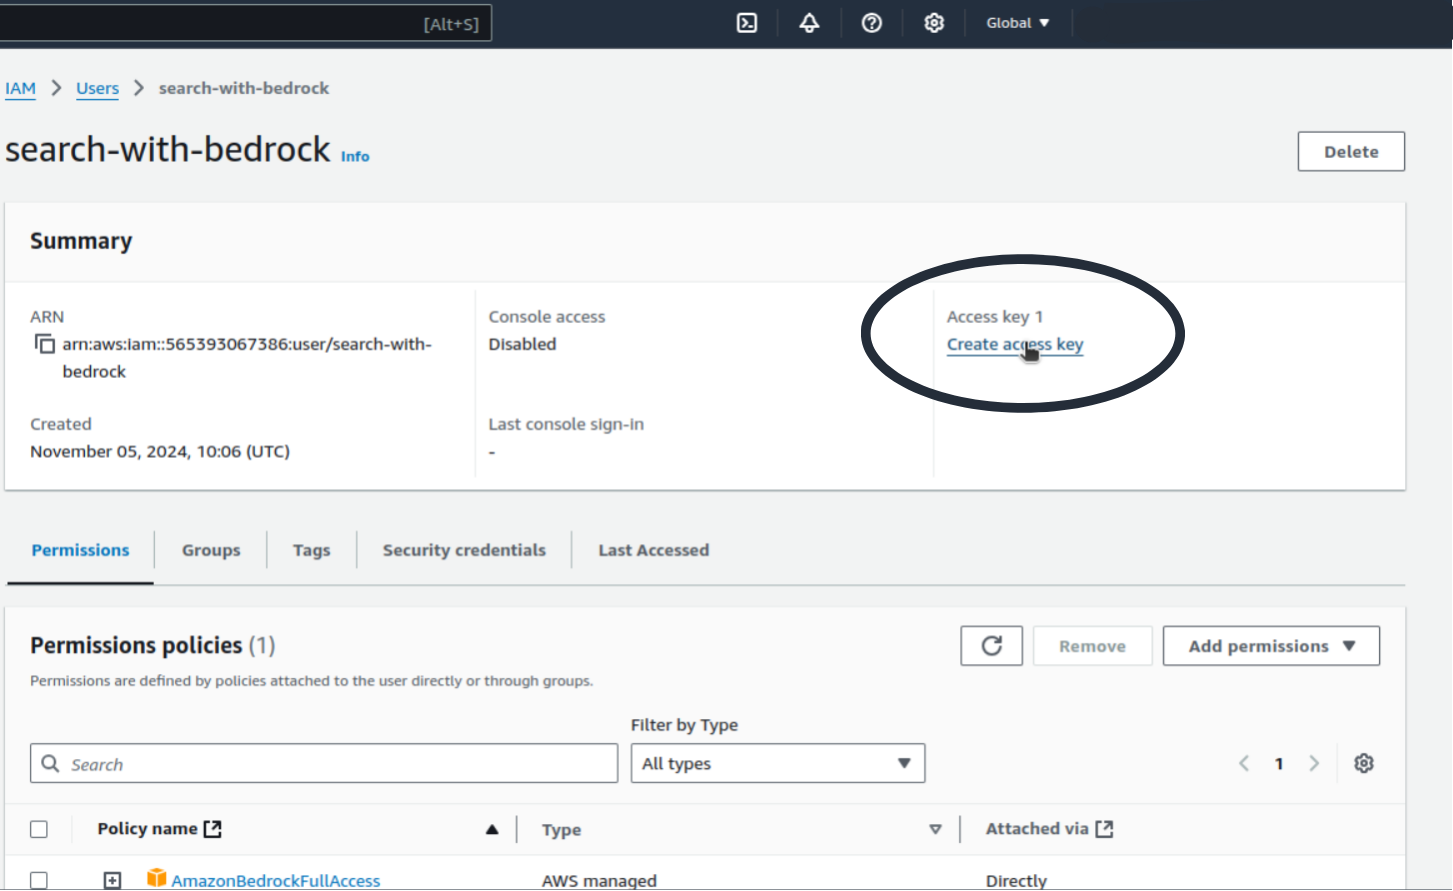 [Alt+S]
Global
IAM > Users > search-with-bedrock
search-with-bedrock Info
Delete
Summary
ARN
arn:aws:iam::565393067386:user/search-with-
bedrock
Created
November 05, 2024, 10:06 (UTC)
Console access
Disabled
Last console sign-in
-
Access key 1
Create access key
Permissions Groups Tags Security credentials Last Accessed
Permissions policies (1)
Remove Add permissions
Permissions are defined by policies attached to the user directly or through groups.
Filter by Type
Search All types 1
Policy name Type Attached via
AmazonBedrockFullAccess AWS managed Directly